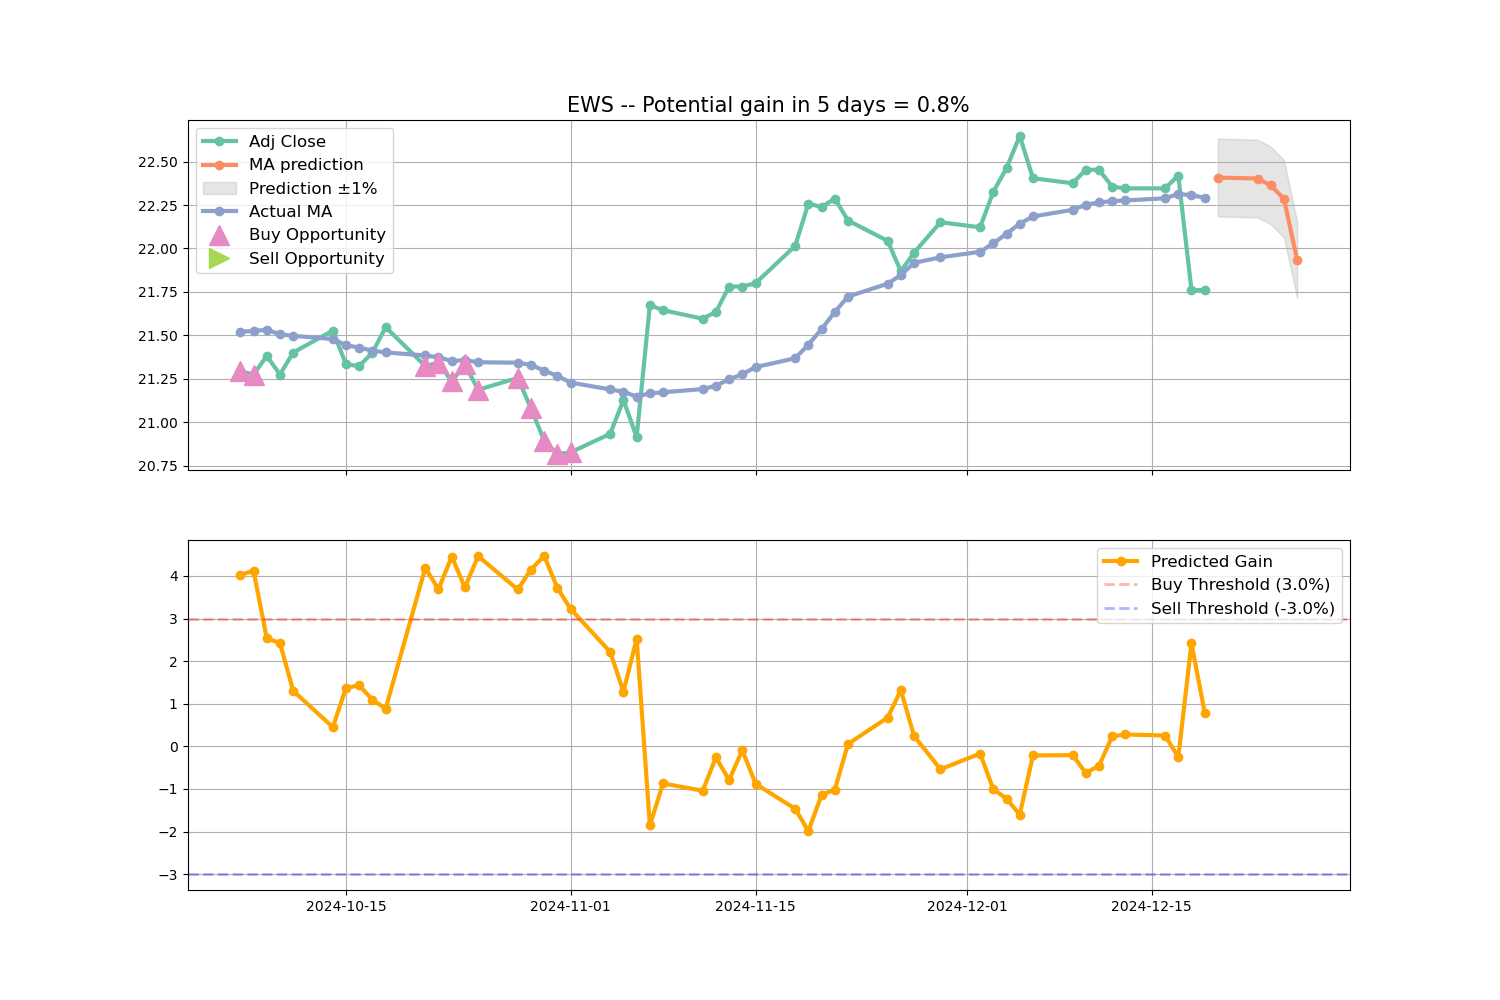 EWS -- Potential gain in 5 days = 0.8%
Adj Close
MA prediction
Prediction ±1%
Actual MA
Buy Opportunity
Sell Opportunity
22.50
22.25
22.00
21.75
21.50
21.25
21.00
20.75
Predicted Gain
Buy Threshold (3.0%)
Sell Threshold (-3.0%)
4
3
2
1
0
−1
−2
−3
2024-10-15 2024-11-01 2024-11-15 2024-12-01 2024-12-15